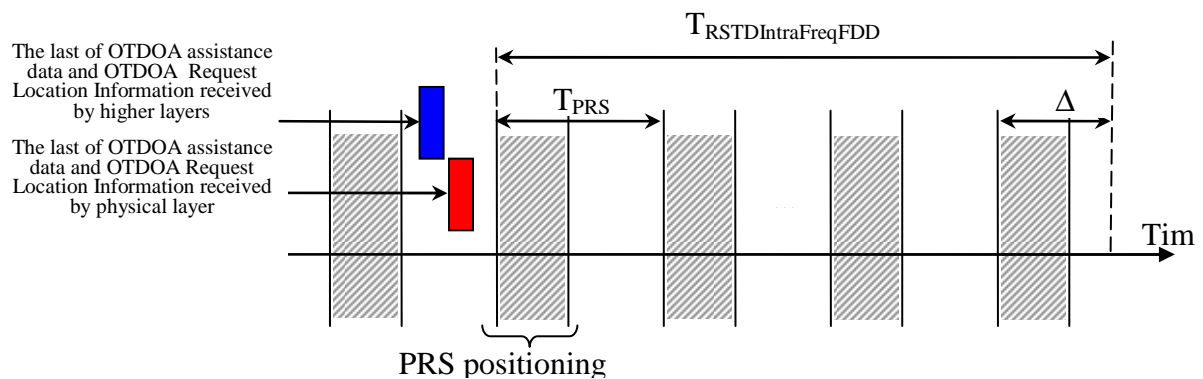 T_RSTDIntraFreqFDD
The last of OTDOA assistance
data and OTDOA Request
Location Information received
by higher layers
T_PRS
Δ
The last of OTDOA assistance
data and OTDOA Request
Location Information received
by physical layer
. . .
Tim
PRS positioning